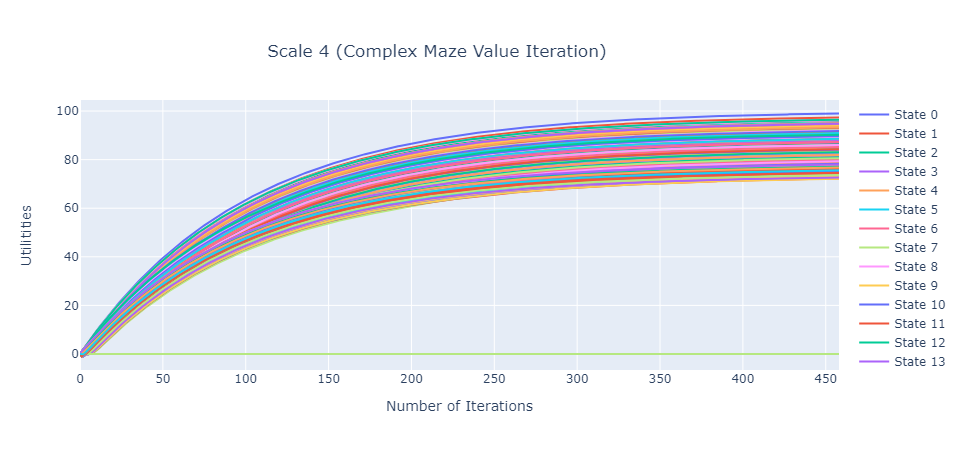 Scale 4 (Complex Maze Value Iteration)
100
80
60
40
20
0
Utilitities
0 50 100 150 200 250 300 350 400 450
Number of Iterations
State 0
State 1
State 2
State 3
State 4
State 5
State 6
State 7
State 8
State 9
State 10
State 11
State 12
State 13